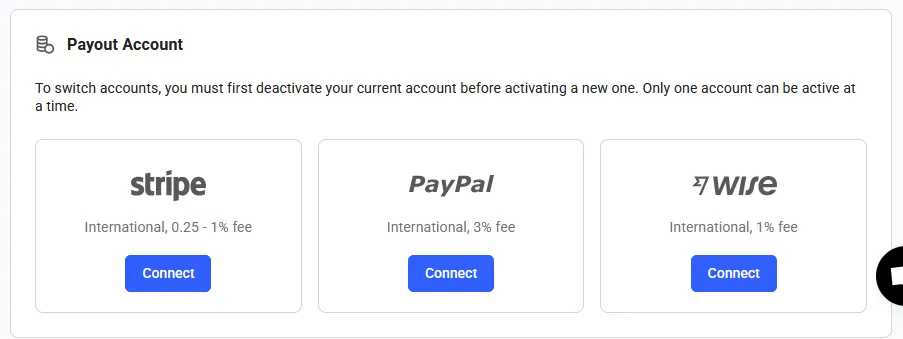 Payout Account
To switch accounts, you must first deactivate your current account before activating a new one. Only one account can be active at
a time.
stripe
PayPal
wise
International, 0.25 - 1% fee
International, 3% fee
International, 1% fee
Connect
Connect
Connect